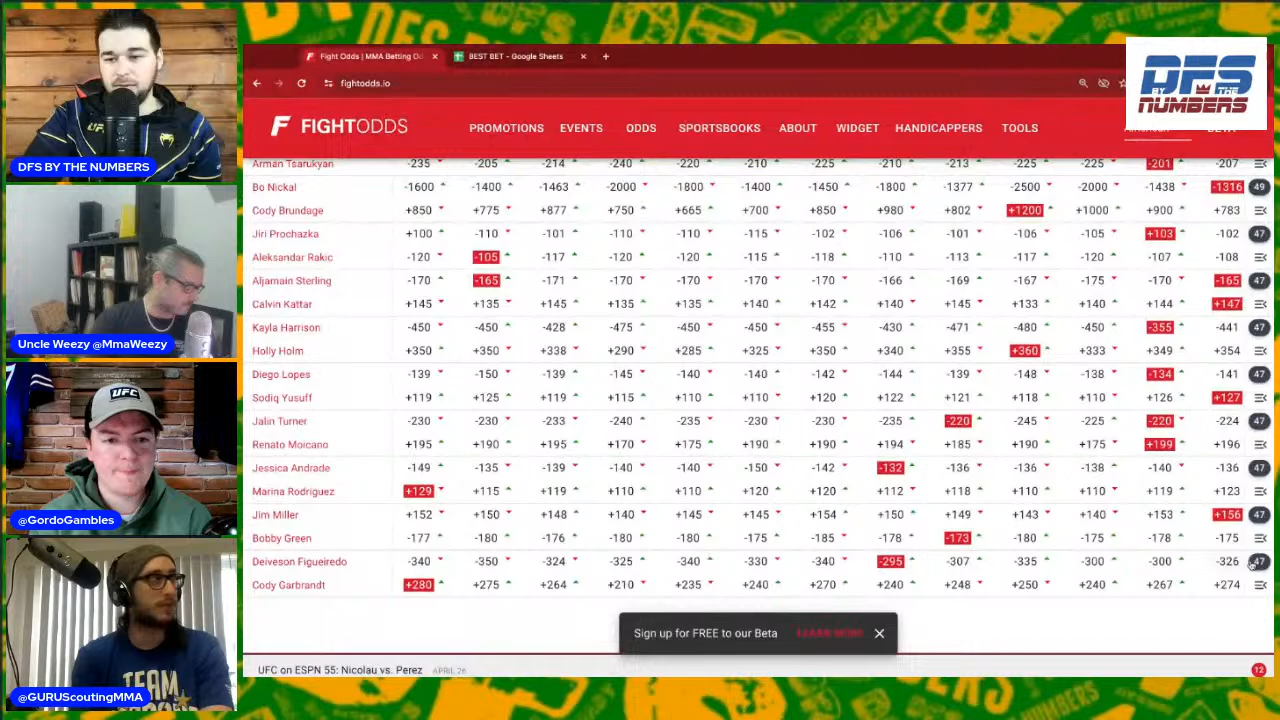 DFS BY THE NUMBERS
Uncle Weezy @MmaWeezy
UFC
@GordoGambles
TEAM
@GURUScoutingMMA
Fight Odds | MMA Betting Od
BEST BET - Google Sheets
fightodds.io
DFS
BY THE
NUMBERS
FIGHTODDS
PROMOTIONS EVENTS ODDS SPORTSBOOKS ABOUT WIDGET HANDICAPPERS TOOLS
Arman Tsarukyan -235 -205 -214 -240 -220 -210 -225 -210 -213 -225 -225 -201 -207
Bo Nickal -1600 -1400 -1463 -2000 -1800 -1400 -1450 -1800 -1377 -2500 -2000 -1438 -1316 49
Cody Brundage +850 +775 +877 +750 +665 +700 +850 +980 +802 +1200 +1000 +900 +783
Jiri Prochazka +100 -110 -101 -110 -110 -115 -102 -106 -101 -106 -105 +103 -102 47
Aleksandar Rakic -120 -105 -117 -120 -120 -115 -118 -110 -113 -117 -120 -107 -108
Aljamain Sterling -170 -165 -171 -170 -170 -170 -170 -166 -169 -167 -175 -170 -165 47
Calvin Kattar +145 +135 +145 +135 +135 +140 +142 +140 +145 +133 +140 +144 +147
Kayla Harrison -450 -450 -428 -475 -450 -450 -455 -430 -471 -480 -450 -355 -441 47
Holly Holm +350 +350 +338 +290 +285 +325 +350 +340 +355 +360 +333 +349 +354
Diego Lopes -139 -150 -139 -145 -140 -140 -142 -144 -139 -148 -138 -134 -141 47
Sodiq Yusuff +119 +125 +119 +115 +110 +110 +120 +122 +121 +118 +110 +126 +127
Jalin Turner -230 -230 -233 -240 -235 -230 -230 -235 -220 -245 -225 -220 -224 47
Renato Moicano +195 +190 +195 +170 +175 +190 +190 +194 +185 +190 +175 +199 +196
Jessica Andrade -149 -135 -139 -140 -140 -150 -142 -132 -136 -136 -138 -140 -136 47
Marina Rodriguez +129 +115 +119 +110 +110 +120 +120 +112 +118 +110 +110 +119 +123
Jim Miller +152 +150 +148 +140 +145 +145 +154 +150 +149 +143 +140 +153 +156 47
Bobby Green -177 -180 -176 -180 -180 -175 -185 -178 -173 -180 -175 -178 -175
Deiveson Figueiredo -340 -350 -324 -325 -340 -330 -340 -295 -307 -335 -300 -300 -326 47
Cody Garbrandt +280 +275 +264 +210 +235 +240 +270 +240 +248 +250 +240 +267 +274
Sign up for FREE to our Beta LEARN MORE
UFC on ESPN 55: Nicolau vs. Perez APRIL 26 12